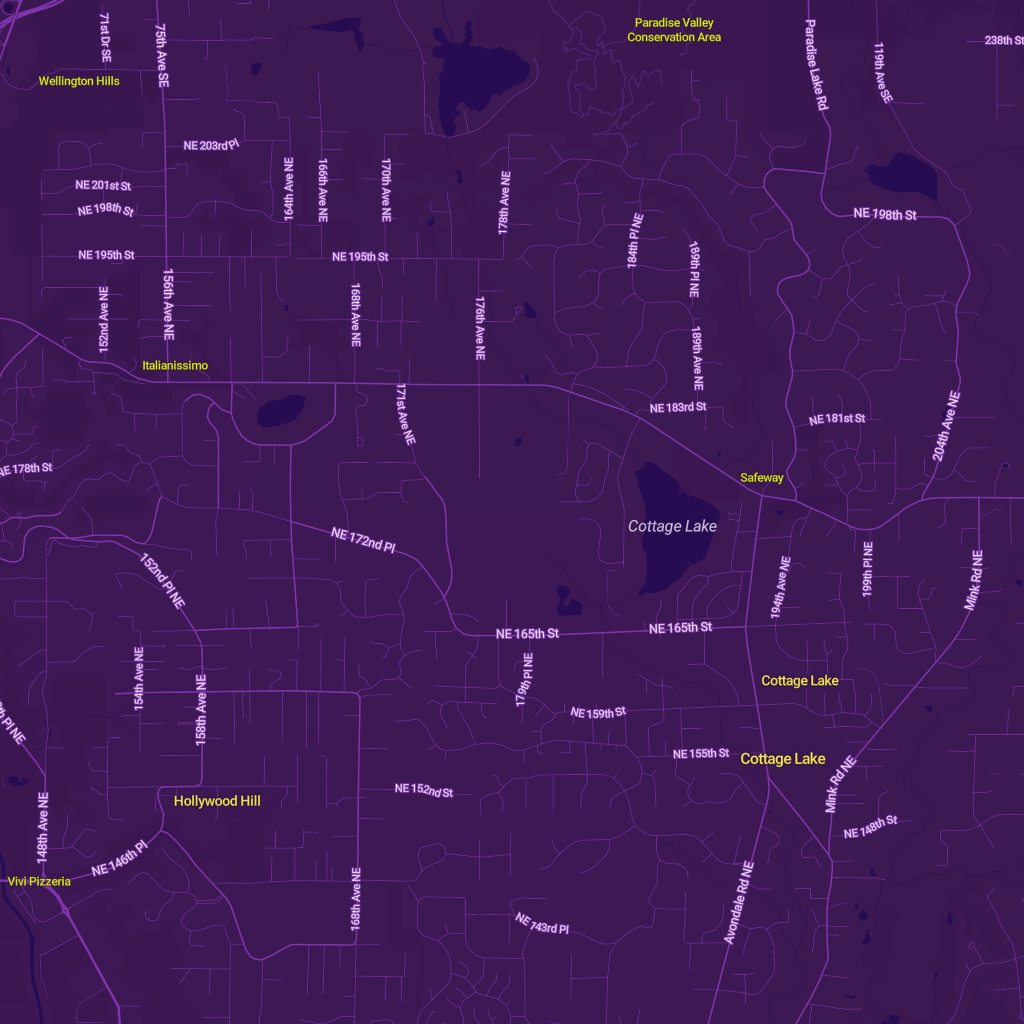 71st Dr SE
75th Ave SE
Paradise Valley
Conservation Area
Paradise Lake Rd
119th Ave SE
238th St
Wellington Hills
NE 203rd Pl
164th Ave NE
166th Ave NE
170th Ave NE
178th Ave NE
NE 201st St
NE 198th St
184th Pl NE
189th Pl NE
NE 198th St
NE 195th St
NE 195th St
152nd Ave NE
156th Ave NE
168th Ave NE
176th Ave NE
189th Ave NE
Italianissimo
171st Ave NE
NE 183rd St
NE 181st St
204th Ave NE
NE 178th St
Safeway
Cottage Lake
NE 172nd Pl
152nd Pl NE
194th Ave NE
199th Pl NE
Mink Rd NE
NE 165th St
NE 165th St
154th Ave NE
158th Ave NE
179th Pl NE
Cottage Lake
NE 159th St
th Pl NE
NE 155th St
Cottage Lake
Mink Rd NE
NE 152nd St
Hollywood Hill
148th Ave NE
NE 148th St
NE 146th Pl
Vivi Pizzeria
168th Ave NE
Avondale Rd NE
NE 143rd Pl